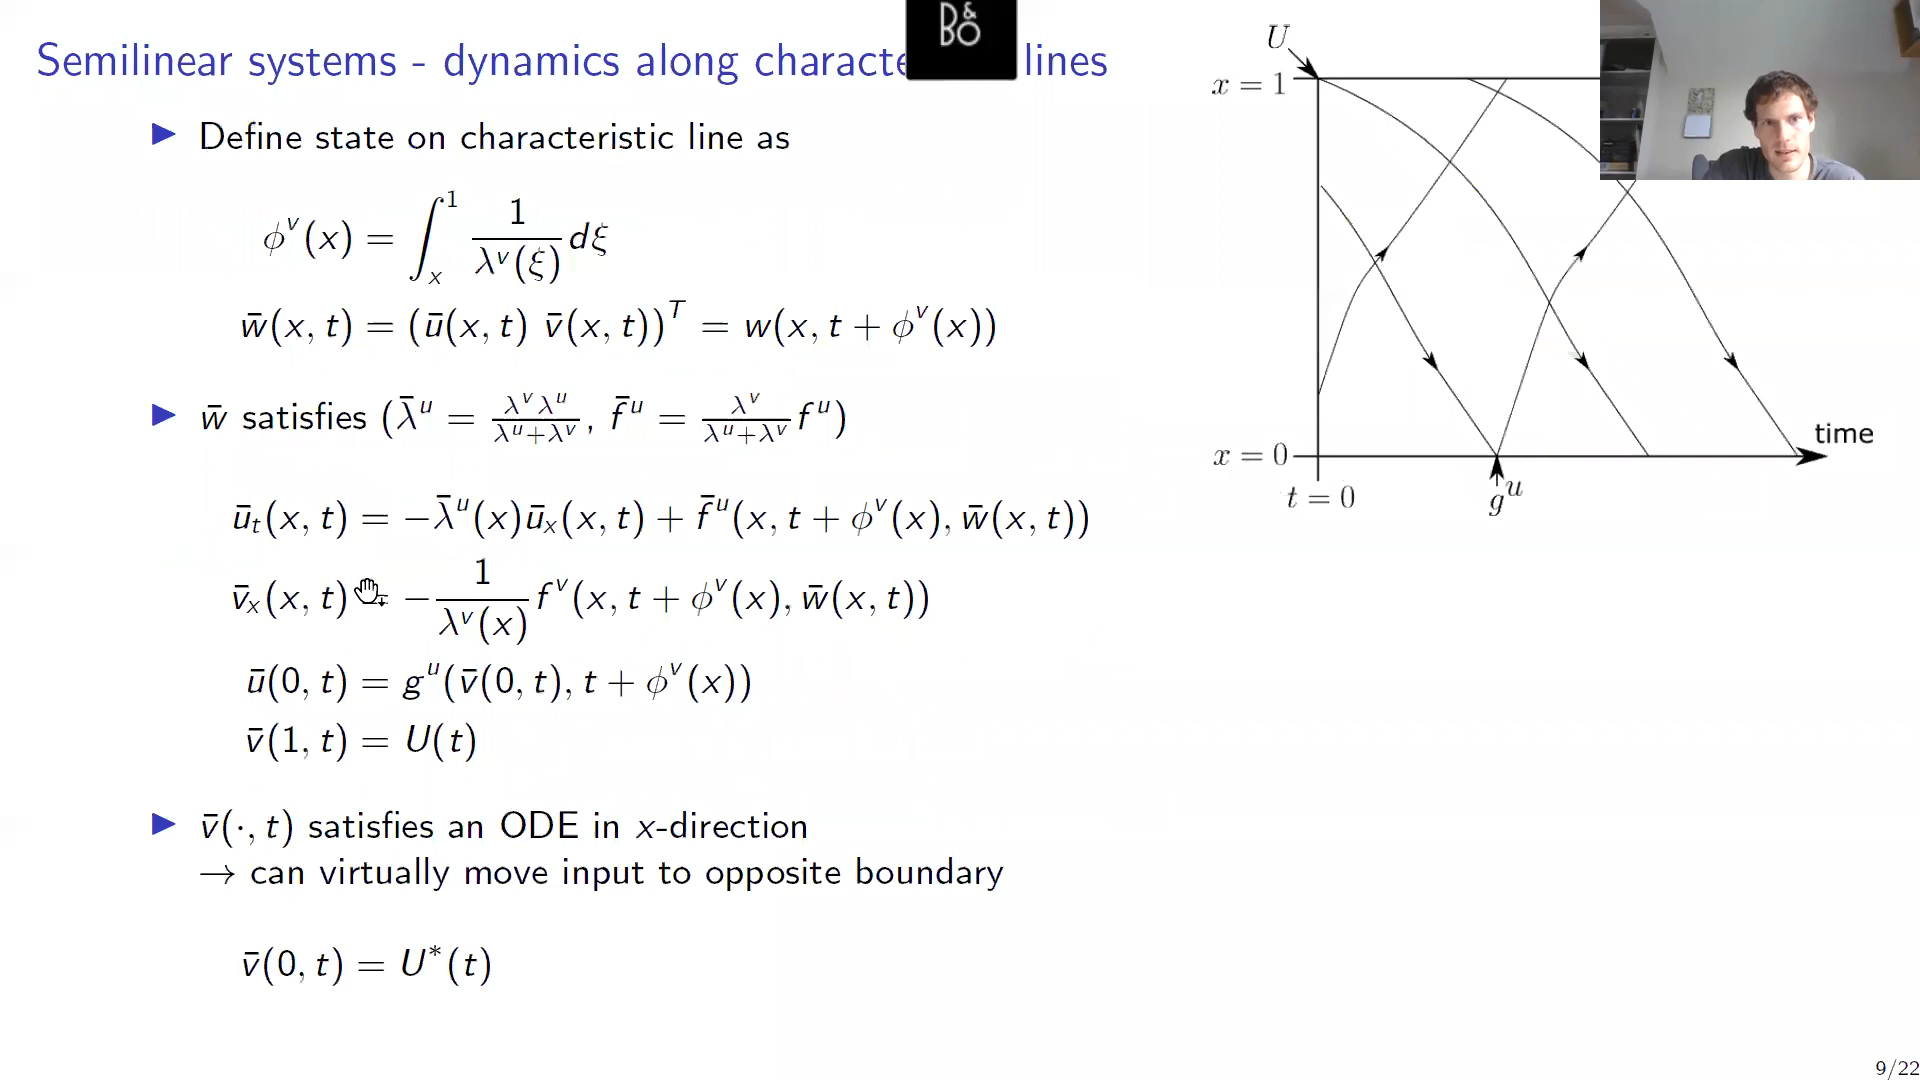 Semilinear systems - dynamics along characte lines
B&O
Define state on characteristic line as
ϕ^v(x) = ∫_x^1 1/λ^v(ξ) dξ
w̄(x, t) = (ū(x, t) v̄(x, t))^T = w(x, t + ϕ^v(x))
w̄ satisfies (λ̄^u = λ^v λ^u/(λ^u+λ^v), f̄^u = λ^v/(λ^u+λ^v) f^u)
ū_t(x, t) = −λ̄^u(x)ū_x(x, t) + f̄^u(x, t + ϕ^v(x), w̄(x, t))
v̄_x(x, t) = − 1/λ^v(x) f^v(x, t + ϕ^v(x), w̄(x, t))
ū(0, t) = g^u(v̄(0, t), t + ϕ^v(x))
v̄(1, t) = U(t)
v̄(·, t) satisfies an ODE in x-direction
→ can virtually move input to opposite boundary
v̄(0, t) = U*(t)
U
x = 1
x = 0
time
t = 0
g^u
9/22